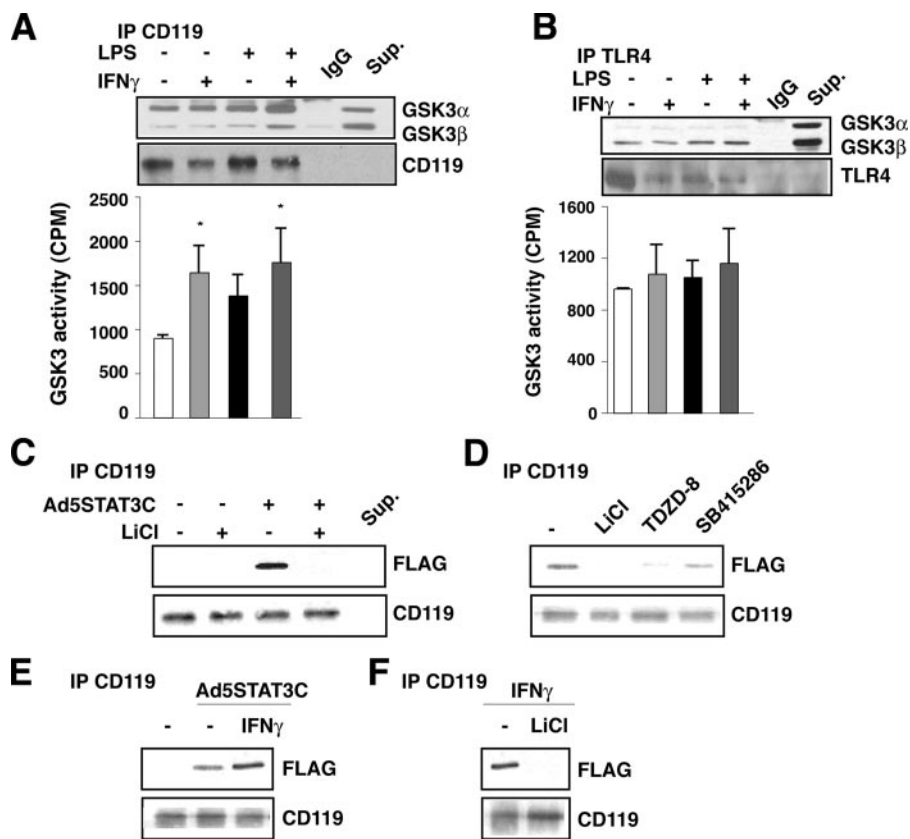 A
IP CD119
LPS - - + +
IFNγ - + - +
IgG
Sup.
GSK3α
GSK3β
CD119
GSK3 activity (CPM)
2500
2000
1500
1000
500
0
*
*
B
IP TLR4
LPS - - + +
IFNγ - + - +
IgG
Sup.
GSK3α
GSK3β
TLR4
GSK3 activity (CPM)
1600
1200
800
400
0
C
IP CD119
Ad5STAT3C - - + +
LiCl - + - +
Sup.
FLAG
CD119
D
IP CD119
- LiCl TDZD-8 SB415286
FLAG
CD119
E
IP CD119
Ad5STAT3C
- - IFNγ
FLAG
CD119
F
IP CD119
IFNγ
- LiCl
FLAG
CD119